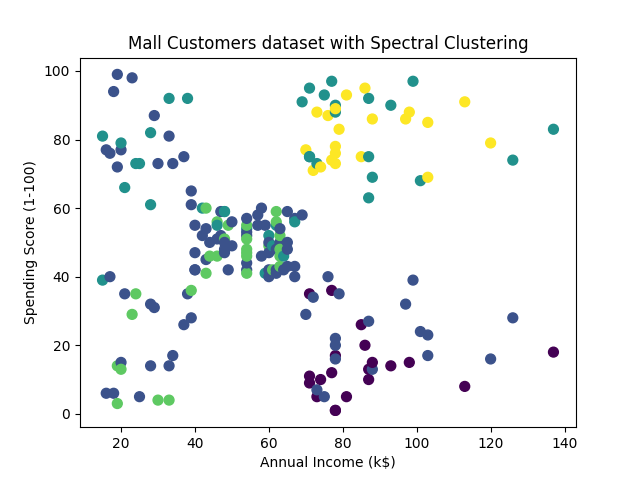 Mall Customers dataset with Spectral Clustering
100
80
60
40
20
0
Spending Score (1-100)
20 40 60 80 100 120 140
Annual Income (k$)